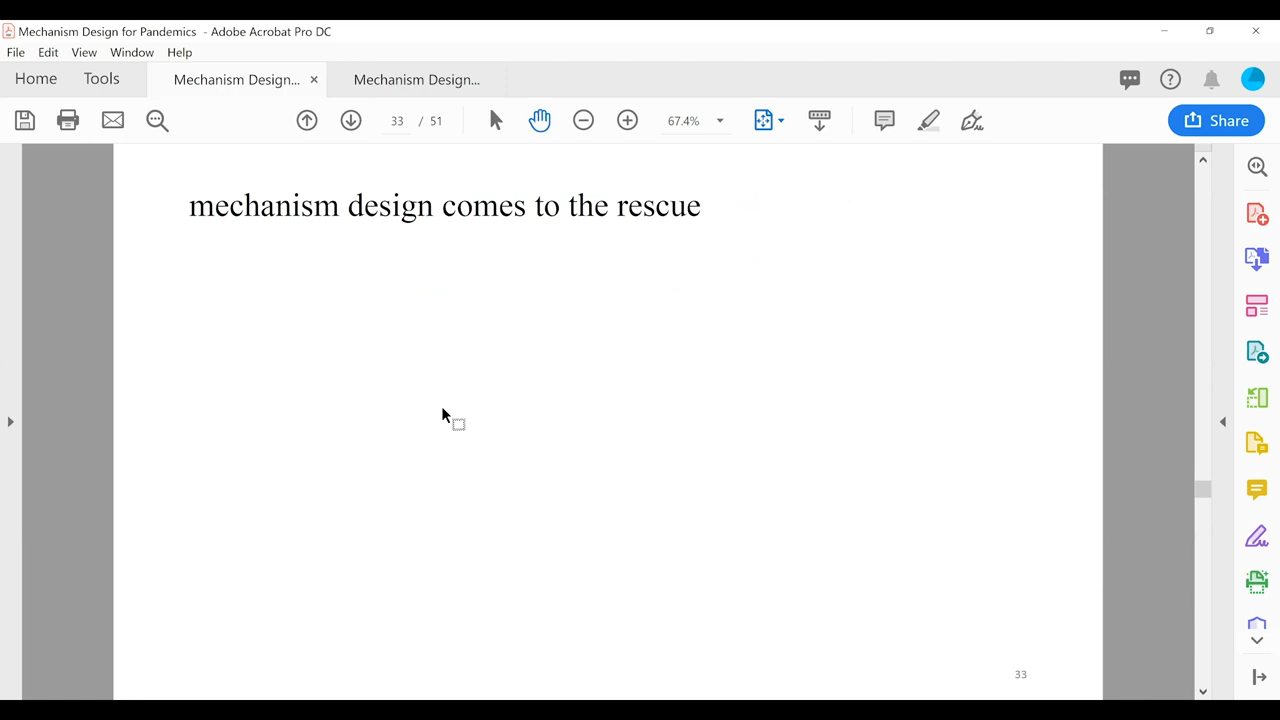 Mechanism Design for Pandemics - Adobe Acrobat Pro DC
File Edit View Window Help
Home Tools Mechanism Design... × Mechanism Design...
33 / 51 67.4% Share
mechanism design comes to the rescue
33